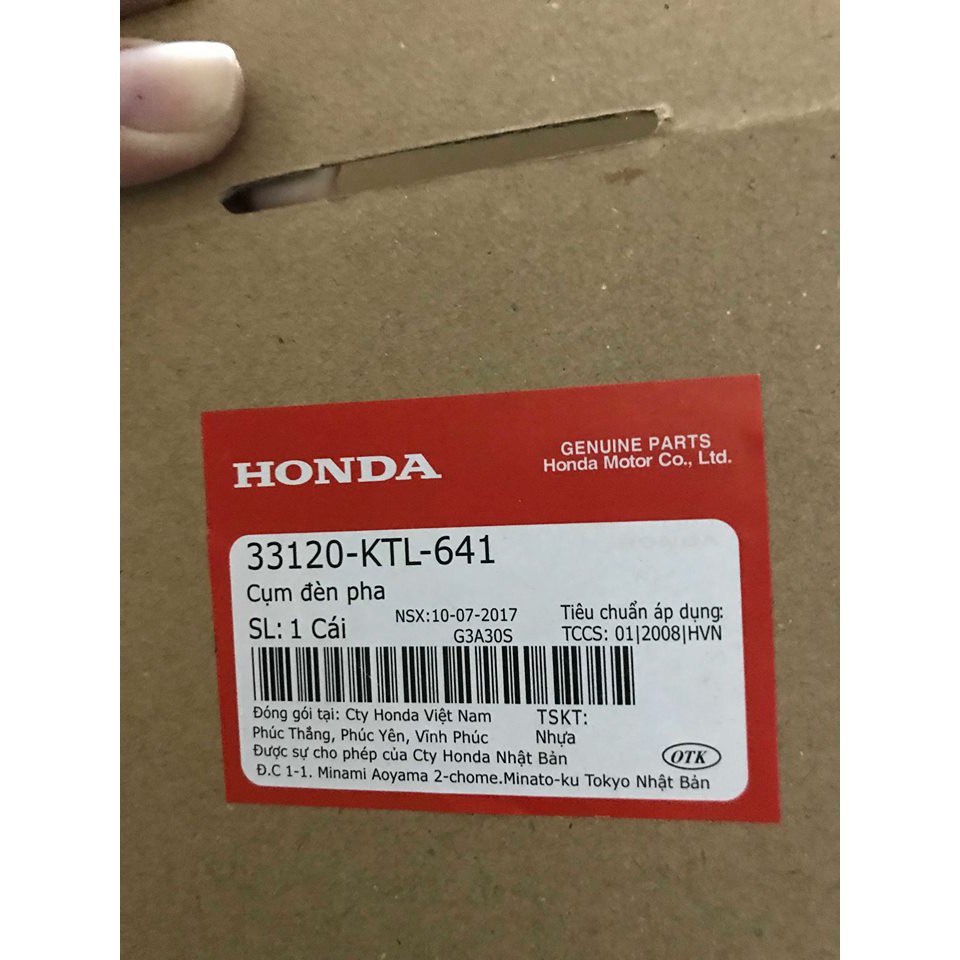 HONDA
GENUINE PARTS
Honda Motor Co., Ltd.
33120-KTL-641
Cụm đèn pha
SL: 1 Cái
NSX:10-07-2017
G3A30S
Tiêu chuẩn áp dụng:
TCCS: 01|2008|HVN
Đóng gói tại: Cty Honda Việt Nam
Phúc Thắng, Phúc Yên, Vĩnh Phúc
TSKT:
Nhựa
Được sự cho phép của Cty Honda Nhật Bản
Đ.C 1-1. Minami Aoyama 2-chome.Minato-ku Tokyo Nhật Bản
OTK